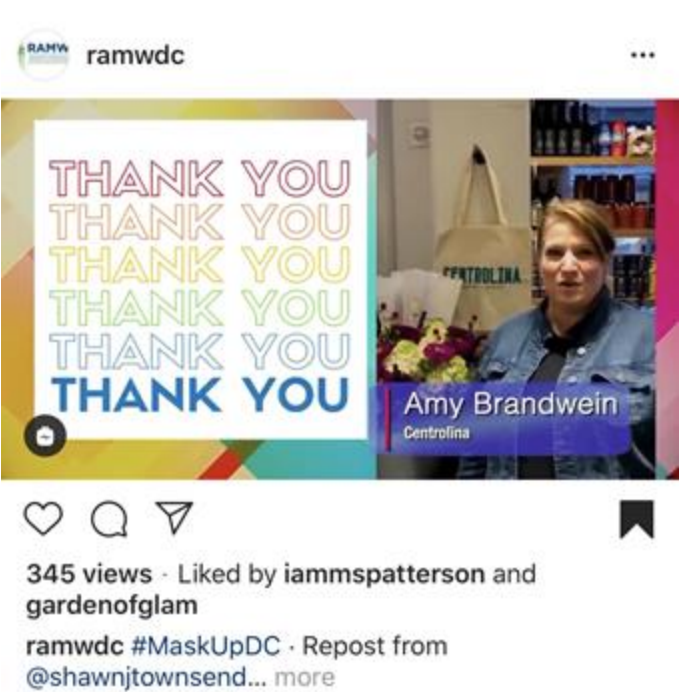 RAMW
ramwdc
THANK YOU
THANK YOU
THANK YOU
THANK YOU
THANK YOU
THANK YOU
CENTROLINA
Amy Brandwein
Centrolina
345 views · Liked by iammspatterson and
gardenofglam
ramwdc #MaskUpDC · Repost from
@shawnjtownsend... more